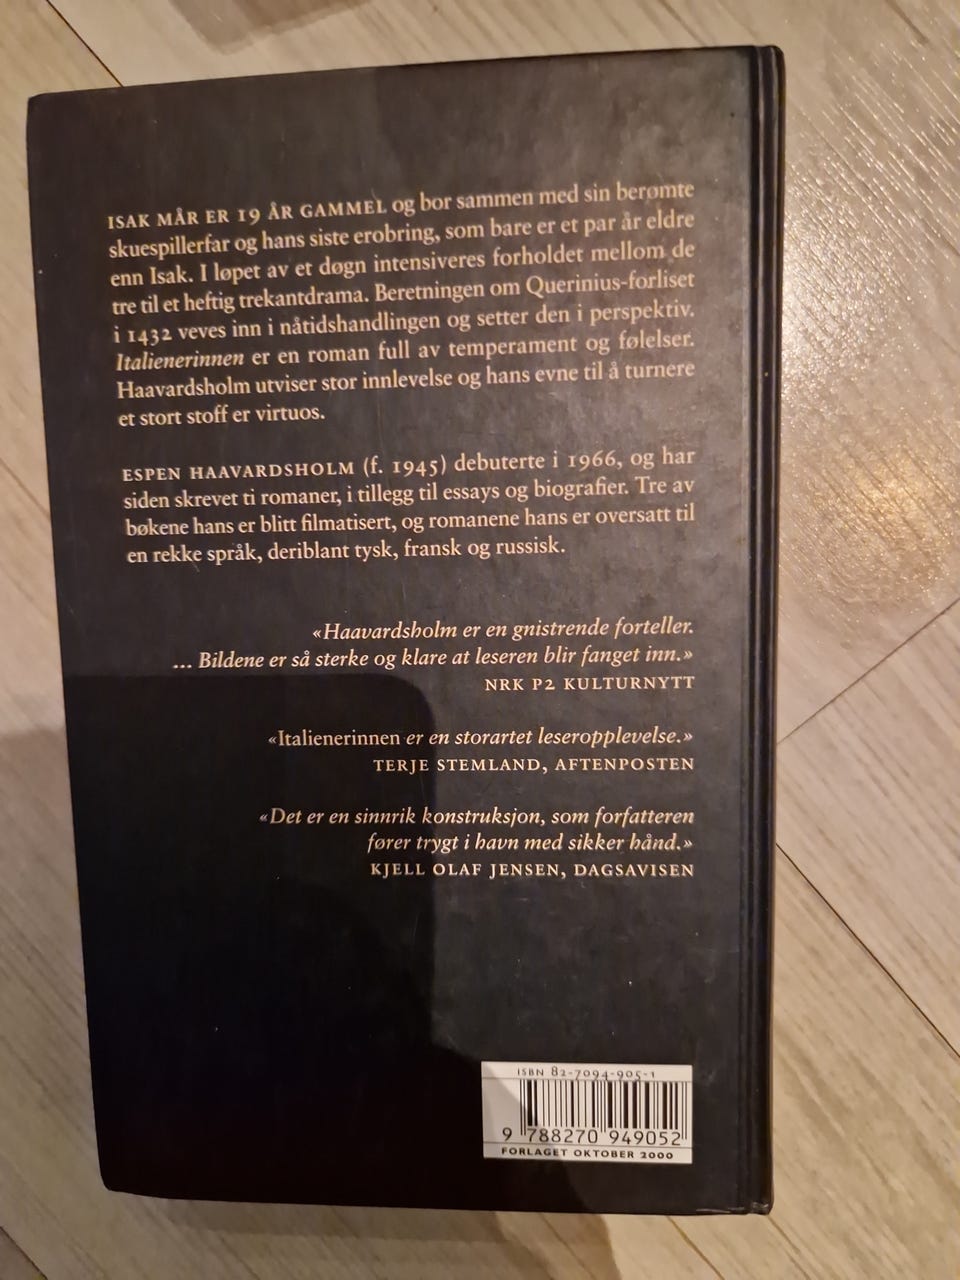 ISAK MÅR ER 19 ÅR GAMMEL og bor sammen med sin berømte
skuespillerfar og hans siste erobring, som bare er et par år eldre
enn Isak. I løpet av et døgn intensiveres forholdet mellom de
tre til et heftig trekantdrama. Beretningen om Querinius-forliset
i 1432 veves inn i nåtidshandlingen og setter den i perspektiv.
Italienerinnen er en roman full av temperament og følelser.
Haavardsholm utviser stor innlevelse og hans evne til å turnere
et stort stoff er virtuos.
ESPEN HAAVARDSHOLM (f. 1945) debuterte i 1966, og har
siden skrevet ti romaner, i tillegg til essays og biografier. Tre av
bøkene hans er blitt filmatisert, og romanene hans er oversatt til
en rekke språk, deriblant tysk, fransk og russisk.
«Haavardsholm er en gnistrende forteller.
... Bildene er så sterke og klare at leseren blir fanget inn.»
NRK P2 KULTURNYTT
«Italienerinnen er en storartet leseropplevelse.»
TERJE STEMLAND, AFTENPOSTEN
«Det er en sinnrik konstruksjon, som forfatteren
fører trygt i havn med sikker hånd.»
KJELL OLAF JENSEN, DAGSAVISEN
ISBN 82-7094-905-1
9 788270 949052
FORLAGET OKTOBER 2000